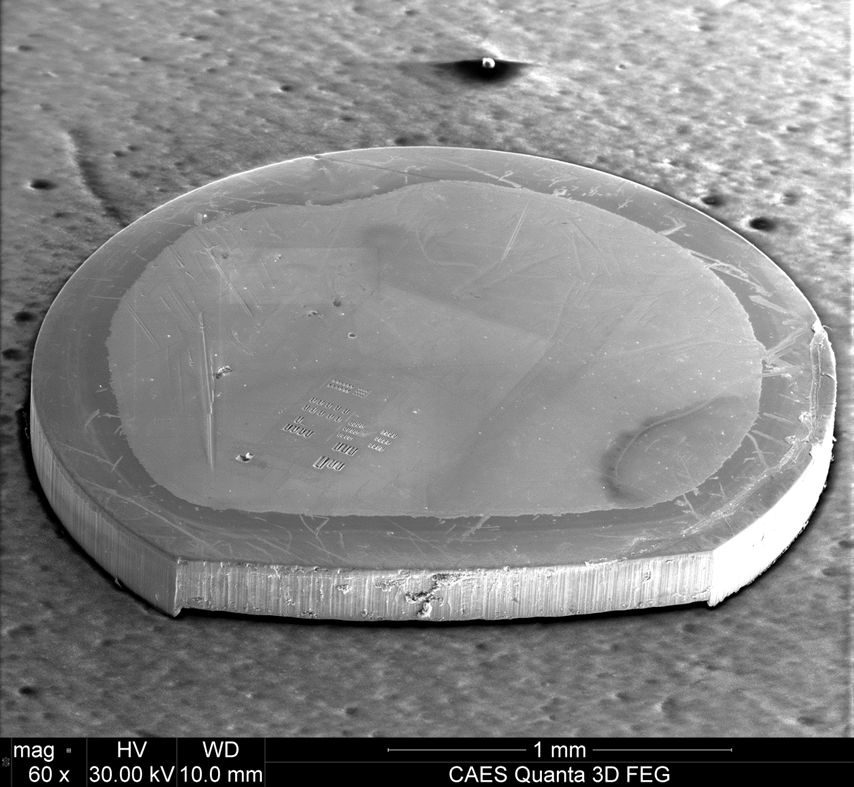 mag
HV
WD
1 mm
60 x
30.00 kV
10.0 mm
CAES Quanta 3D FEG